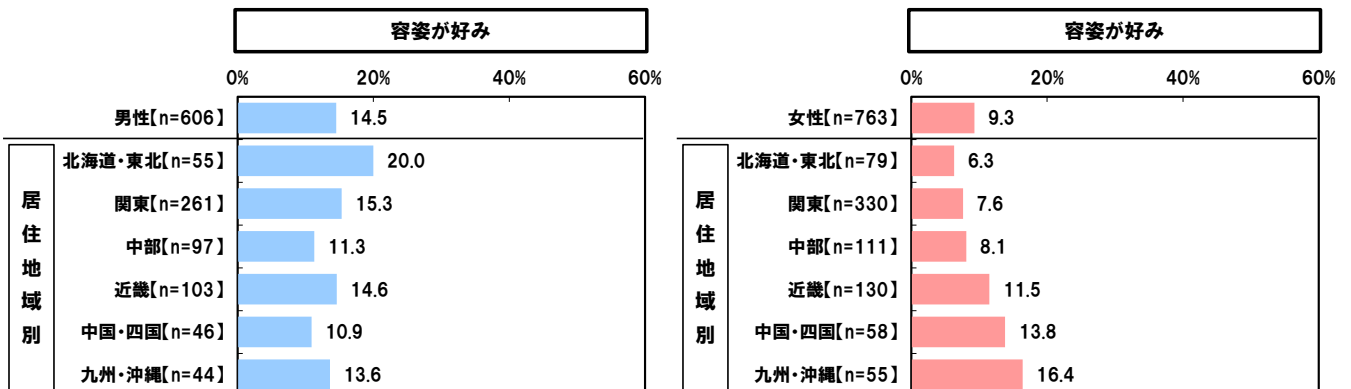 容姿が好み
0% 20% 40% 60%
男性【n=606】 14.5
居住地域別
北海道・東北【n=55】 20.0
関東【n=261】 15.3
中部【n=97】 11.3
近畿【n=103】 14.6
中国・四国【n=46】 10.9
九州・沖縄【n=44】 13.6
容姿が好み
0% 20% 40% 60%
女性【n=763】 9.3
居住地域別
北海道・東北【n=79】 6.3
関東【n=330】 7.6
中部【n=111】 8.1
近畿【n=130】 11.5
中国・四国【n=58】 13.8
九州・沖縄【n=55】 16.4